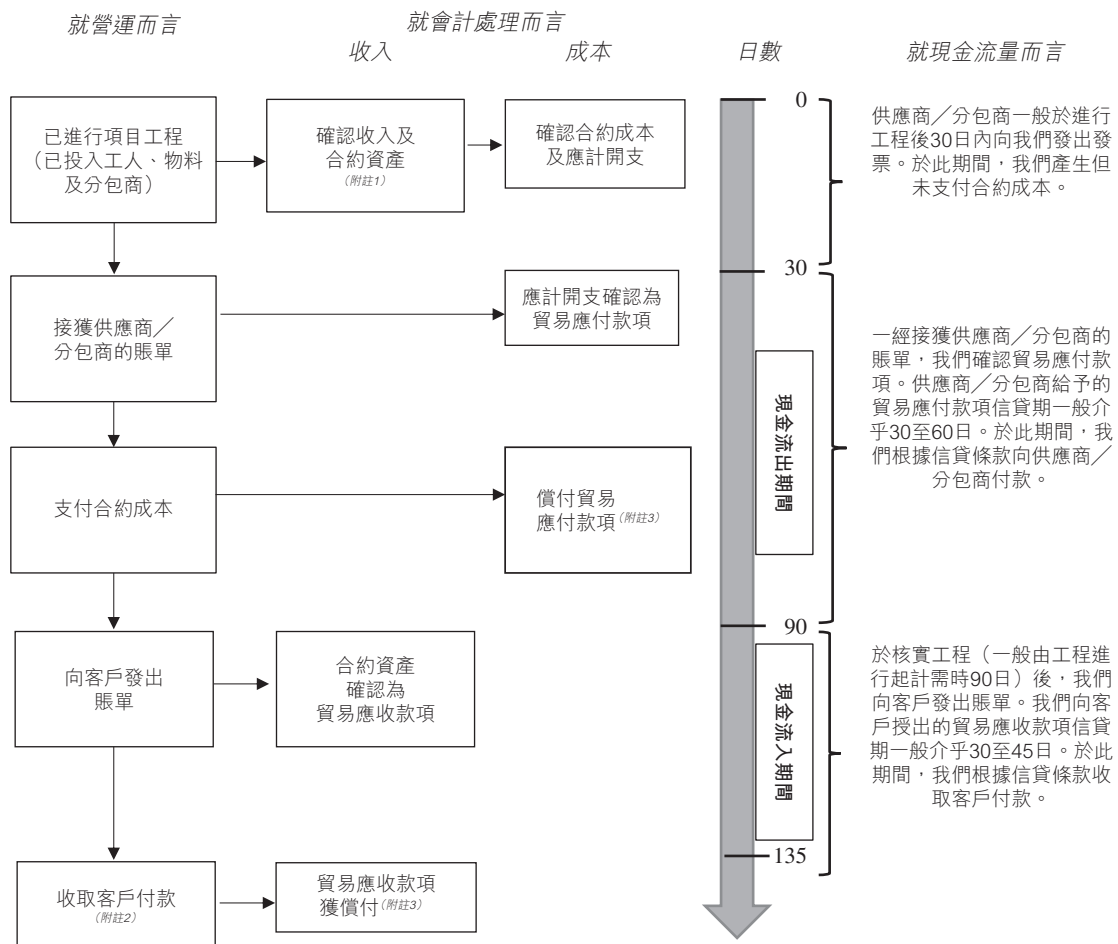 就營運而言
就會計處理而言
收入
成本
日數
就現金流量而言
已進行項目工程
（已投入工人、物料
及分包商）
確認收入及
合約資產
(附註1)
確認合約成本
及應計開支
0
供應商／分包商一般於進行
工程後30日內向我們發出發
票。於此期間，我們產生但
未支付合約成本。
30
接獲供應商／
分包商的賬單
應計開支確認為
貿易應付款項
現金流出期間
一經接獲供應商／分包商的
賬單，我們確認貿易應付款
項。供應商／分包商給予的
貿易應付款項信貸期一般介
乎30至60日。於此期間，我
們根據信貸條款向供應商／
分包商付款。
支付合約成本
償付貿易
應付款項(附註3)
90
向客戶發出
賬單
合約資產
確認為
貿易應收款項
現金流入期間
於核實工程（一般由工程進
行起計需時90日）後，我們
向客戶發出賬單。我們向客
戶授出的貿易應收款項信貸
期一般介乎30至45日。於此
期間，我們根據信貸條款收
取客戶付款。
135
收取客戶付款
(附註2)
貿易應收款項
獲償付(附註3)